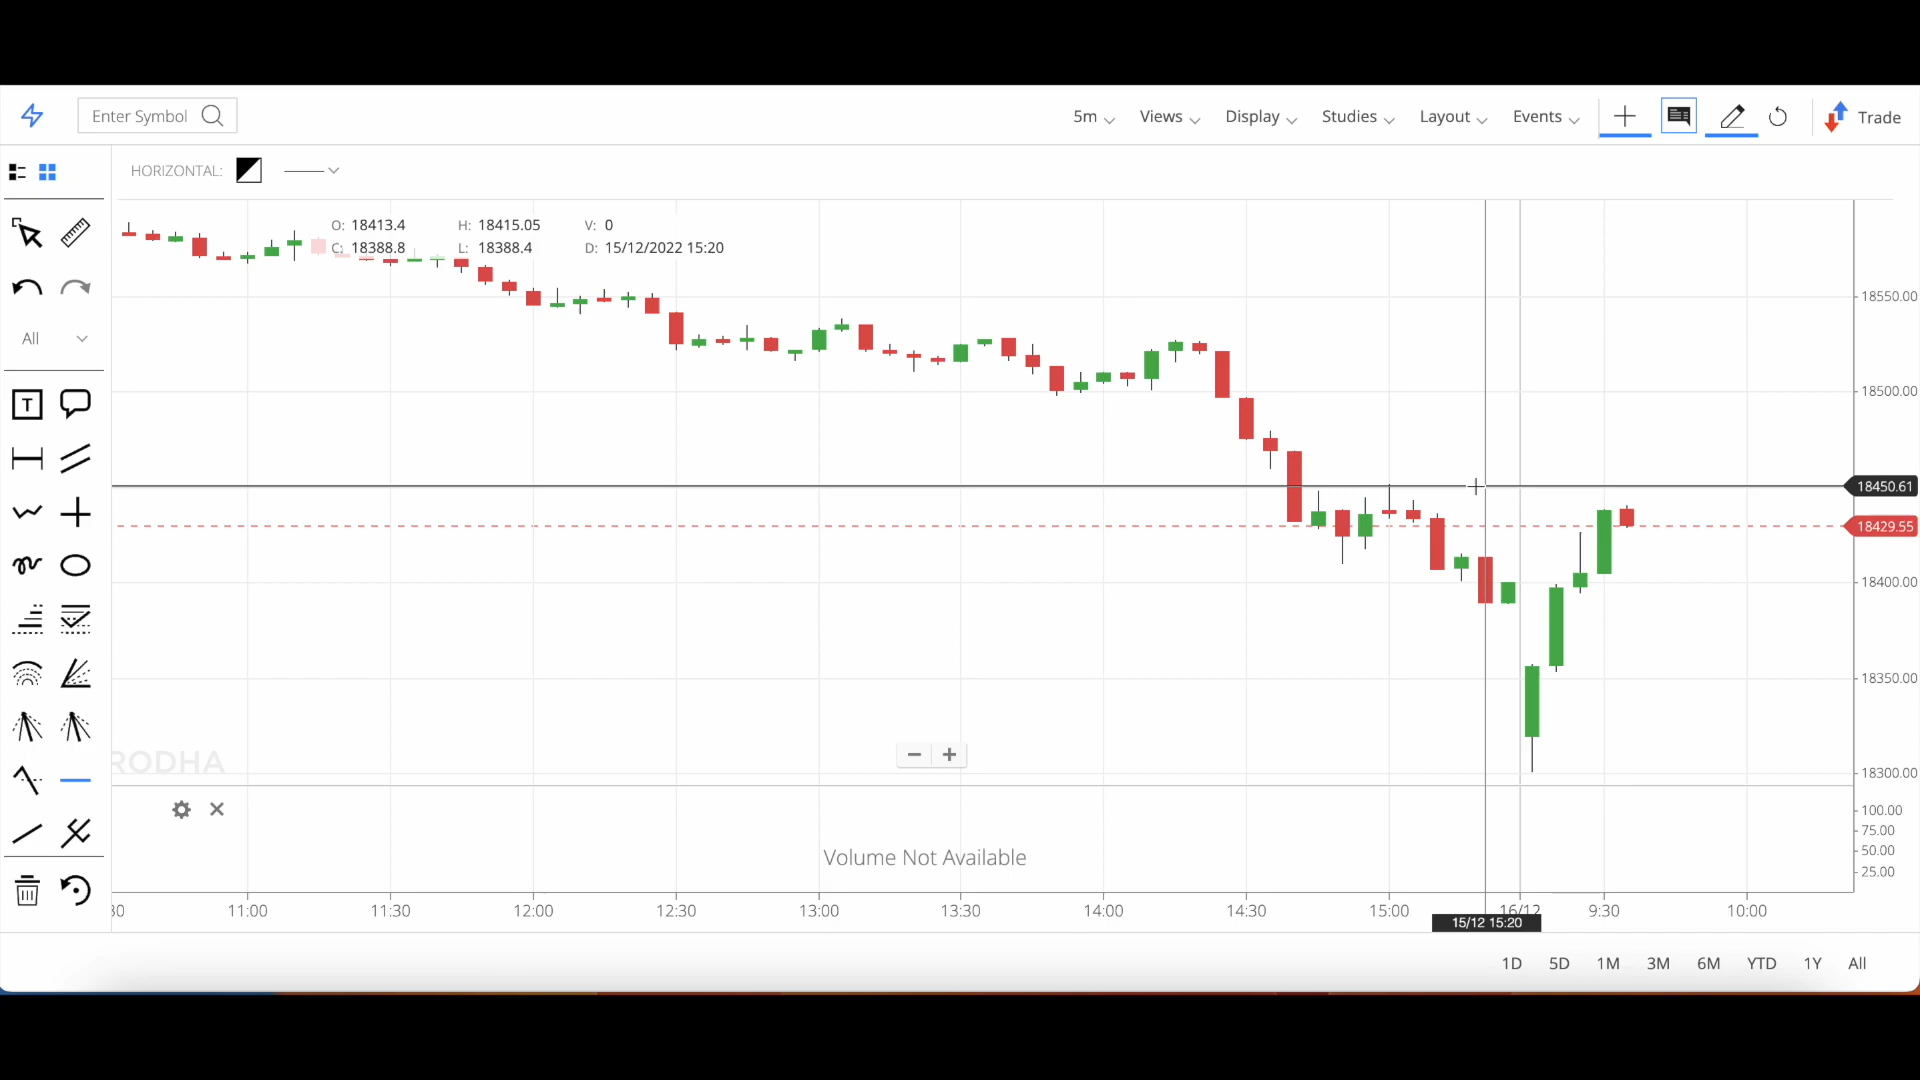 Enter Symbol
5m Views Display Studies Layout Events Trade
HORIZONTAL:
O: 18413.4 H: 18415.05 V: 0
C: 18388.8 L: 18388.4 D: 15/12/2022 15:20
All
T
18550.00
18500.00
18450.61
18429.55
18400.00
18350.00
18300.00
RODHA
100.00
75.00
50.00
25.00
Volume Not Available
30 11:00 11:30 12:00 12:30 13:00 13:30 14:00 14:30 15:00 16/12 9:30 10:00
15/12 15:20
1D 5D 1M 3M 6M YTD 1Y All